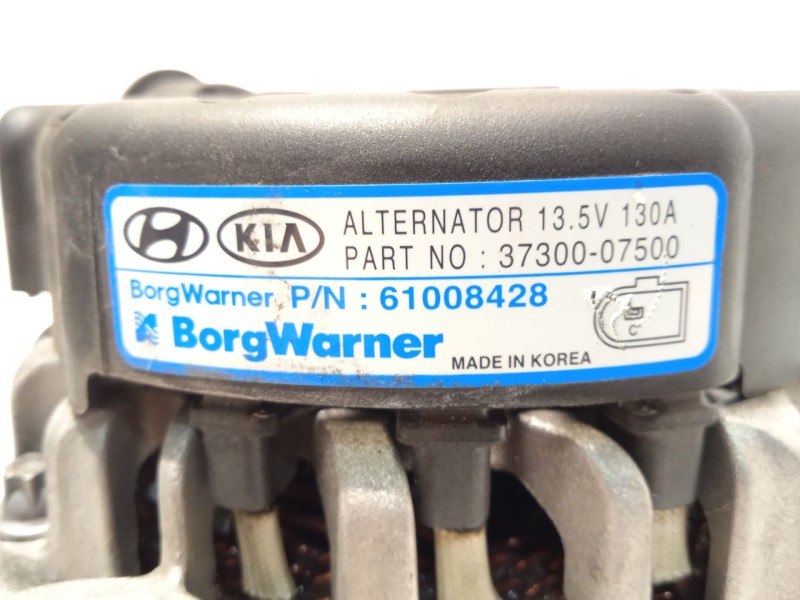 KIA ALTERNATOR 13.5V 130A
PART NO : 37300-07500
BorgWarner P/N : 61008428
BorgWarner
MADE IN KOREA
C